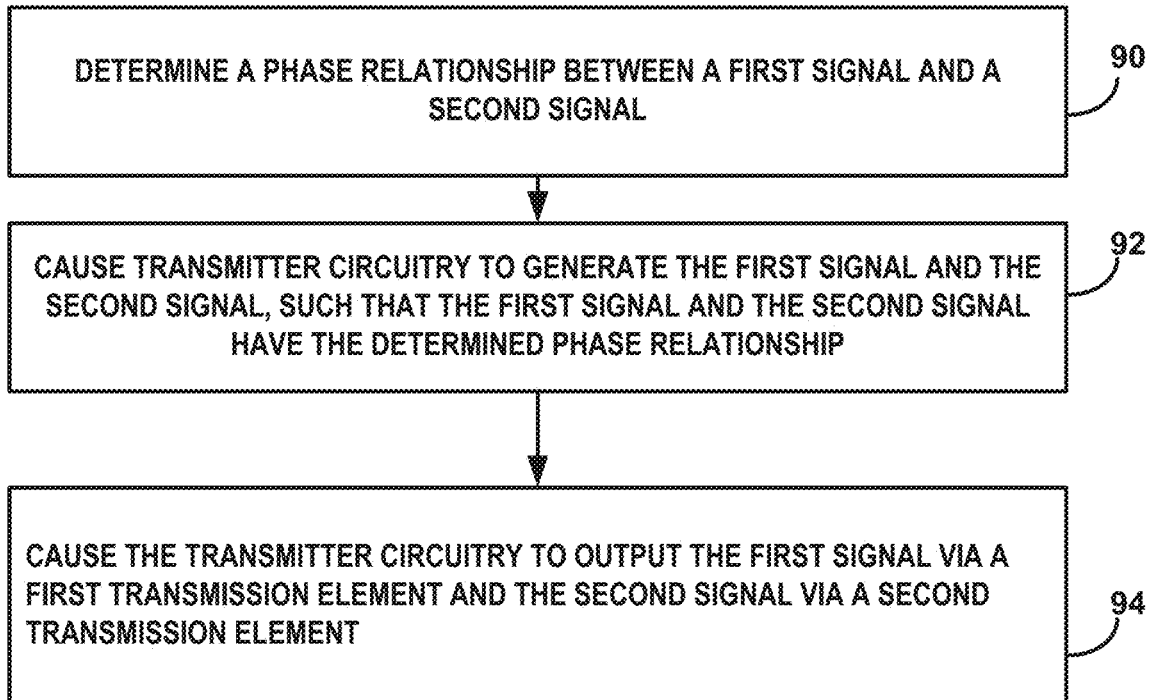 DETERMINE A PHASE RELATIONSHIP BETWEEN A FIRST SIGNAL AND A
SECOND SIGNAL
90
CAUSE TRANSMITTER CIRCUITRY TO GENERATE THE FIRST SIGNAL AND THE
SECOND SIGNAL, SUCH THAT THE FIRST SIGNAL AND THE SECOND SIGNAL
HAVE THE DETERMINED PHASE RELATIONSHIP
92
CAUSE THE TRANSMITTER CIRCUITRY TO OUTPUT THE FIRST SIGNAL VIA A
FIRST TRANSMISSION ELEMENT AND THE SECOND SIGNAL VIA A SECOND
TRANSMISSION ELEMENT
94